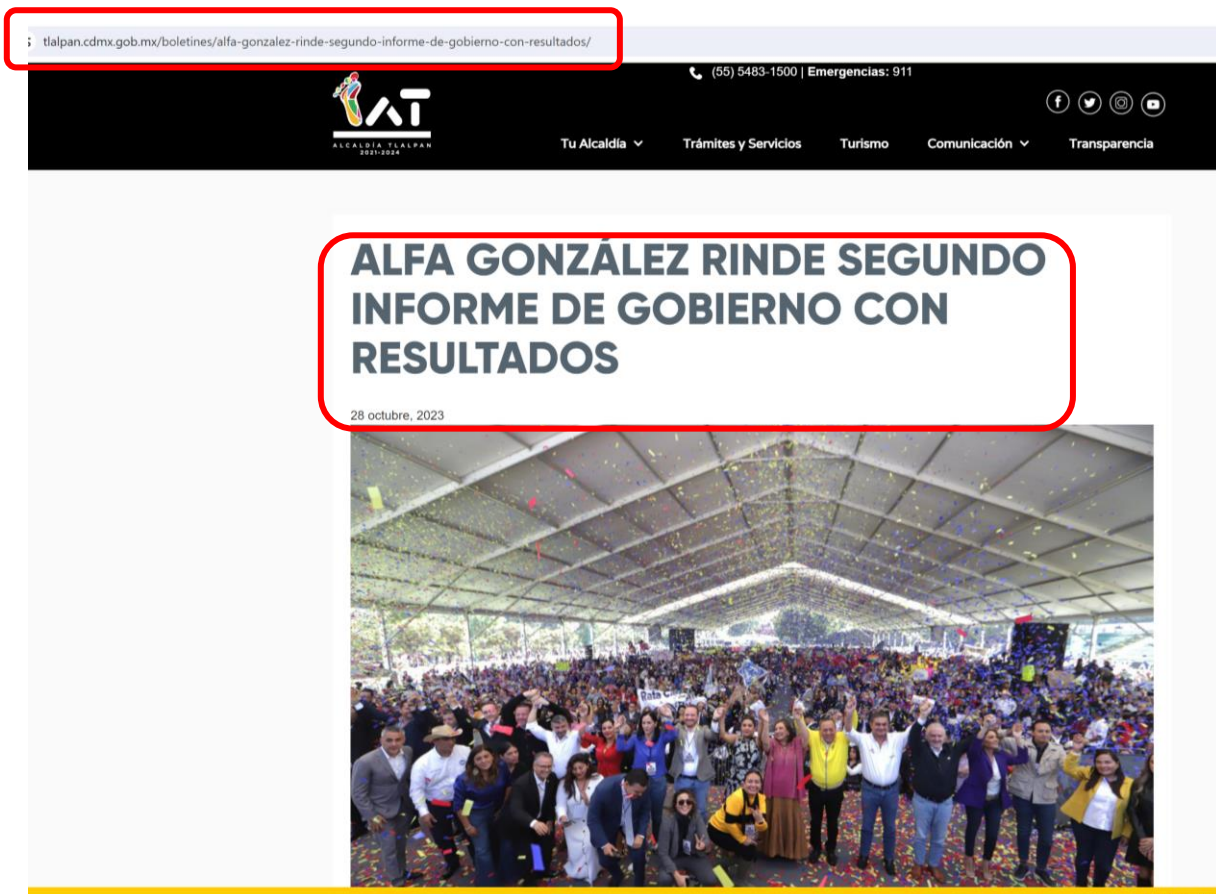 tlalpan.cdmx.gob.mx/boletines/alfa-gonzalez-rinde-segundo-informe-de-gobierno-con-resultados/
(55) 5483-1500 | Emergencias: 911
AT
ALCALDÍA TLALPAN
2021-2024
Tu Alcaldía Trámites y Servicios Turismo Comunicación Transparencia
ALFA GONZÁLEZ RINDE SEGUNDO
INFORME DE GOBIERNO CON
RESULTADOS
28 octubre, 2023
Rata